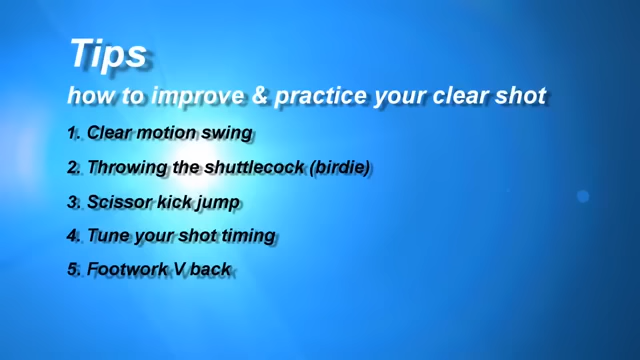 Tips
how to improve & practice your clear shot
1. Clear motion swing
2. Throwing the shuttlecock (birdie)
3. Scissor kick jump
4. Tune your shot timing
5. Footwork V back